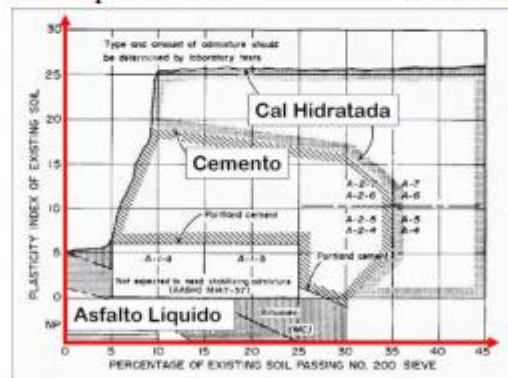 30
25
20
15
10
5
0
NP
PLASTICITY INDEX OF EXISTING SOIL
Type and amount of admixture should
be determined by laboratory tests
Cal Hidratada
Cemento
A-2-7
A-2-6
A-7
A-6
A-2-5
A-2-4
A-5
A-4
Portland cement
A-1-a
A-1-b
Not expected to need stabilizing admixture
Portland cement
Asfalto Liquido
Bitumen
(MC)
0 5 10 15 20 25 30 35 40 45
PERCENTAGE OF EXISTING SOIL PASSING NO. 200 SIEVE